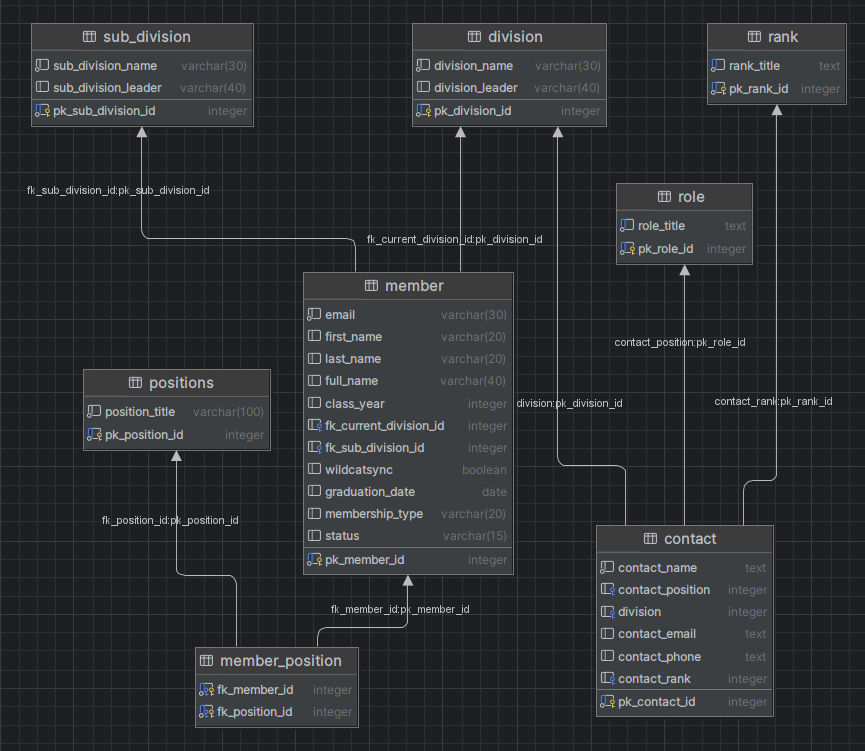 sub_division
sub_division_name varchar(30)
sub_division_leader varchar(40)
pk_sub_division_id integer
division
division_name varchar(30)
division_leader varchar(40)
pk_division_id integer
rank
rank_title text
pk_rank_id integer
fk_sub_division_id:pk_sub_division_id
fk_current_division_id:pk_division_id
role
role_title text
pk_role_id integer
member
email varchar(30)
first_name varchar(20)
last_name varchar(20)
full_name varchar(40)
class_year integer
fk_current_division_id integer
fk_sub_division_id integer
wildcatsync boolean
graduation_date date
membership_type varchar(20)
status varchar(15)
pk_member_id integer
contact_position:pk_role_id
contact_rank:pk_rank_id
division:pk_division_id
positions
position_title varchar(100)
pk_position_id integer
fk_position_id:pk_position_id
fk_member_id:pk_member_id
contact
contact_name text
contact_position integer
division integer
contact_email text
contact_phone text
contact_rank integer
pk_contact_id integer
member_position
fk_member_id integer
fk_position_id integer